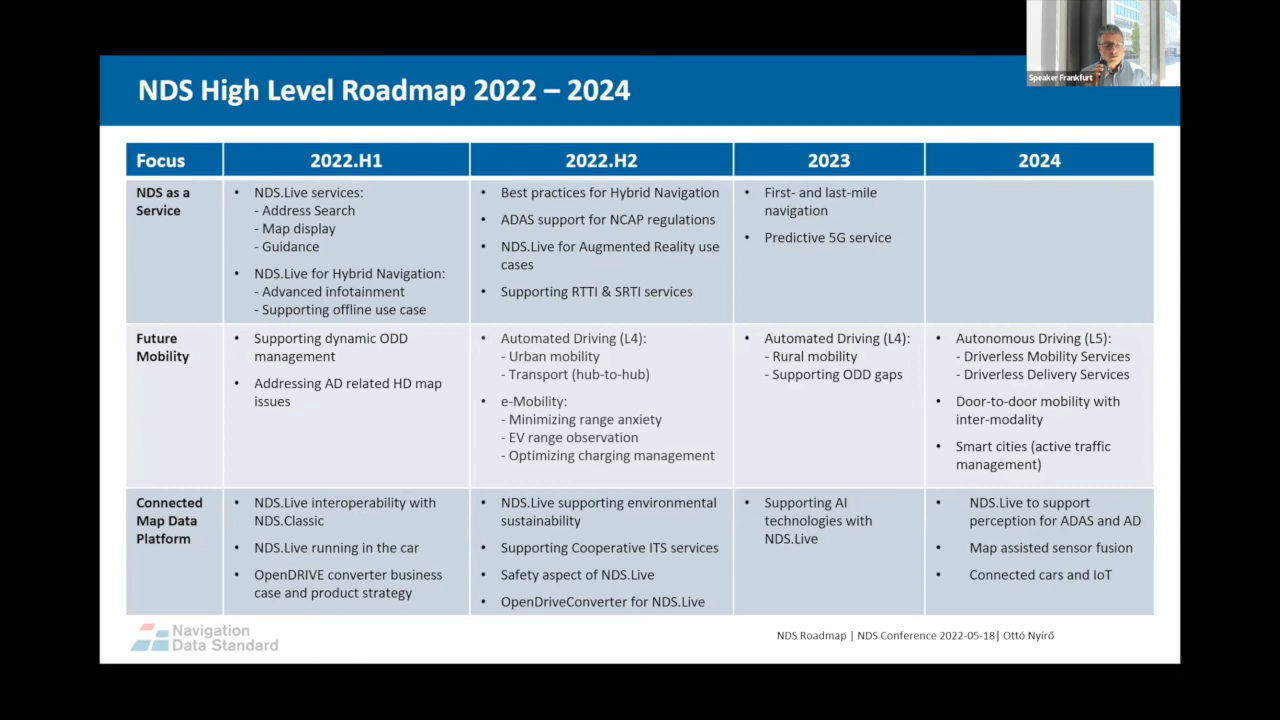 Speaker Frankfurt
NDS High Level Roadmap 2022 – 2024
Focus
2022.H1
2022.H2
2023
2024
NDS as a
Service
• NDS.Live services:
- Address Search
- Map display
- Guidance
• NDS.Live for Hybrid Navigation:
- Advanced infotainment
- Supporting offline use case
• Best practices for Hybrid Navigation
• ADAS support for NCAP regulations
• NDS.Live for Augmented Reality use
cases
• Supporting RTTI & SRTI services
• First- and last-mile
navigation
• Predictive 5G service
Future
Mobility
• Supporting dynamic ODD
management
• Addressing AD related HD map
issues
• Automated Driving (L4):
- Urban mobility
- Transport (hub-to-hub)
• e-Mobility:
- Minimizing range anxiety
- EV range observation
- Optimizing charging management
• Automated Driving (L4):
- Rural mobility
- Supporting ODD gaps
• Autonomous Driving (L5):
- Driverless Mobility Services
- Driverless Delivery Services
• Door-to-door mobility with
inter-modality
• Smart cities (active traffic
management)
Connected
Map Data
Platform
• NDS.Live interoperability with
NDS.Classic
• NDS.Live running in the car
• OpenDRIVE converter business
case and product strategy
• NDS.Live supporting environmental
sustainability
• Supporting Cooperative ITS services
• Safety aspect of NDS.Live
• OpenDriveConverter for NDS.Live
• Supporting AI
technologies with
NDS.Live
• NDS.Live to support
perception for ADAS and AD
• Map assisted sensor fusion
• Connected cars and IoT
Navigation
Data Standard
NDS Roadmap | NDS Conference 2022-05-18| Ottó Nyírő